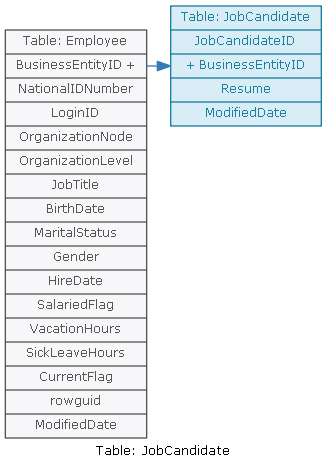 Table: Employee
BusinessEntityID +
NationalIDNumber
LoginID
OrganizationNode
OrganizationLevel
JobTitle
BirthDate
MaritalStatus
Gender
HireDate
SalariedFlag
VacationHours
SickLeaveHours
CurrentFlag
rowguid
ModifiedDate
Table: JobCandidate
JobCandidateID
+ BusinessEntityID
Resume
ModifiedDate
Table: JobCandidate